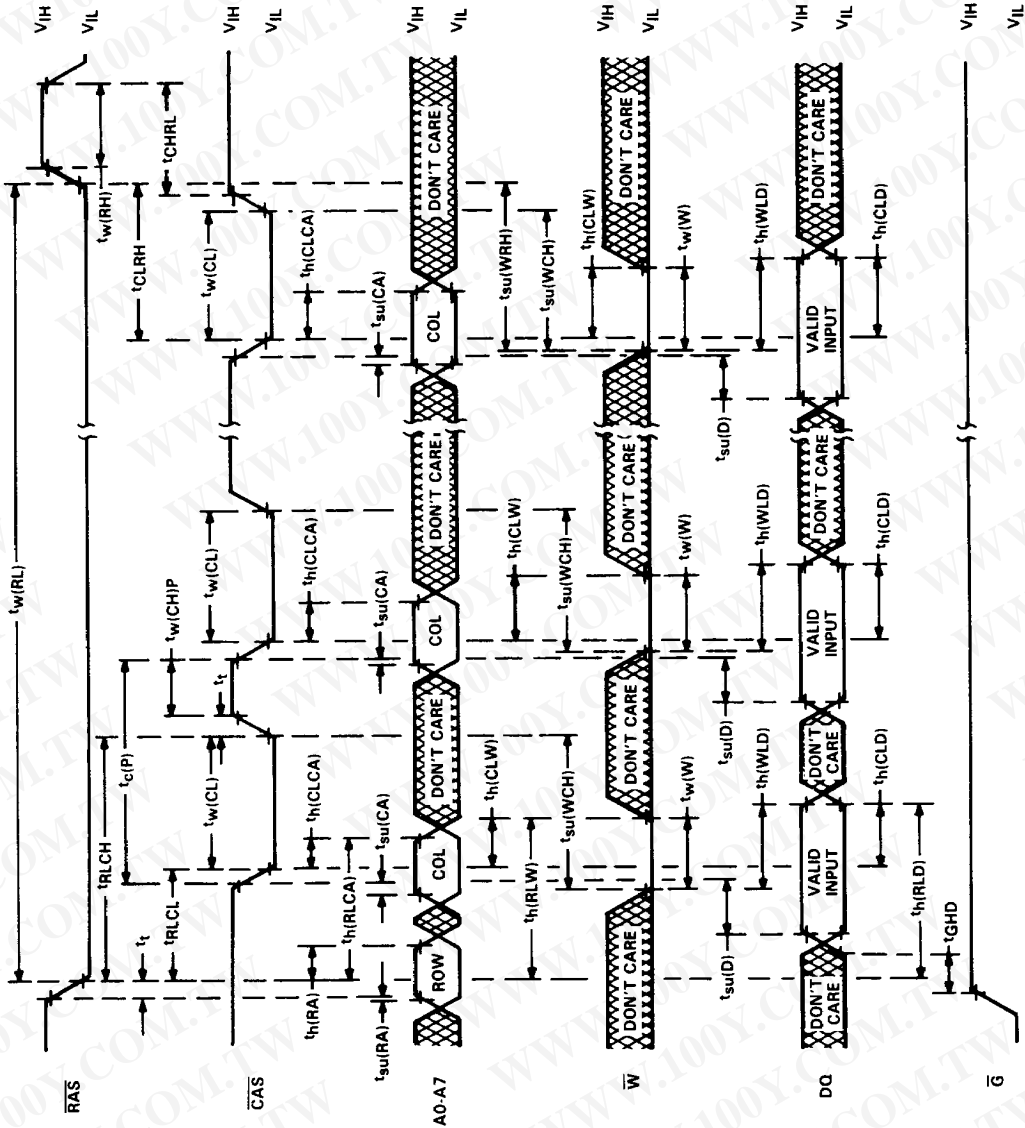 RAS
VIH
VIL
tw(RL)
tt
tRLCH
tRLCL
tc(P)
tw(CH)P
tCLRH
tw(RH)
tCHRL
CAS
VIH
VIL
tw(CL)
tt
tw(CL)
tw(CL)
th(RA)
th(RLCA)
th(CLCA)
th(CLCA)
th(CLCA)
tsu(RA)
tsu(CA)
tsu(CA)
tsu(CA)
A0-A7
ROW
COL
DON'T CARE
COL
DON'T CARE
COL
DON'T CARE
VIH
VIL
th(CLW)
th(CLW)
tsu(WRH)
th(RLW)
tsu(WCH)
tsu(WCH)
tsu(WCH)
th(CLW)
W
DON'T CARE
DON'T CARE
DON'T CARE
DON'T CARE
VIH
VIL
tw(W)
tw(W)
tw(W)
tsu(D)
tsu(D)
tsu(D)
th(WLD)
th(WLD)
th(WLD)
DQ
DON'T CARE
VALID INPUT
DON'T CARE
VALID INPUT
DON'T CARE
VALID INPUT
DON'T CARE
VIH
VIL
th(CLD)
th(CLD)
th(CLD)
th(RLD)
tGHD
G
VIH
VIL
WWW.100Y.COM.TW